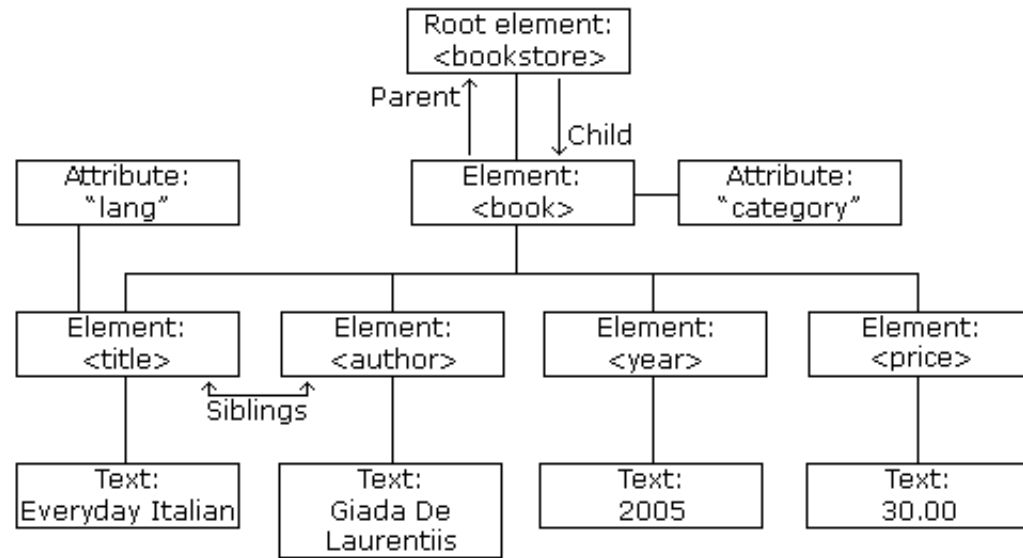 Root element:
<bookstore>
Parent
Child
Attribute:
“lang”
Element:
<book>
Attribute:
“category”
Element:
<title>
Element:
<author>
Element:
<year>
Element:
<price>
Siblings
Text:
Everyday Italian
Text:
Giada De
Laurentiis
Text:
2005
Text:
30.00